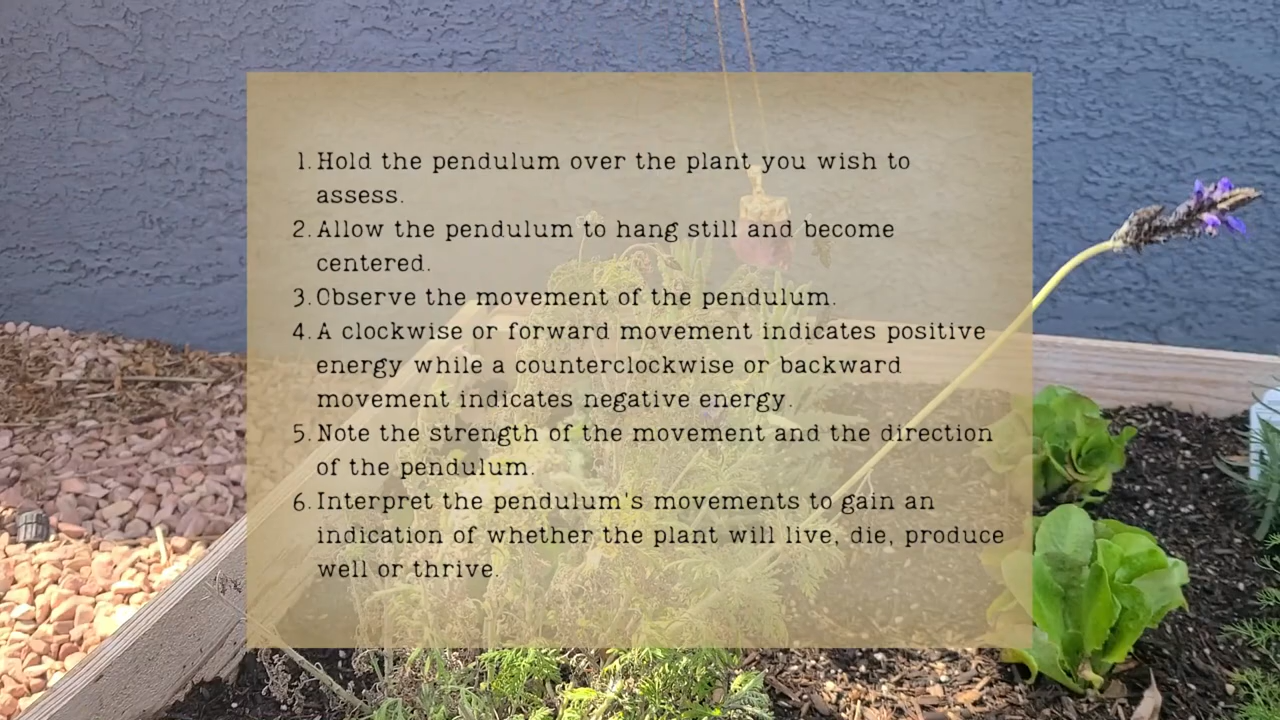 1. Hold the pendulum over the plant you wish to
assess.
2. Allow the pendulum to hang still and become
centered.
3. Observe the movement of the pendulum.
4. A clockwise or forward movement indicates positive
energy while a counterclockwise or backward
movement indicates negative energy.
5. Note the strength of the movement and the direction
of the pendulum.
6. Interpret the pendulum's movements to gain an
indication of whether the plant will live, die, produce
well or thrive.